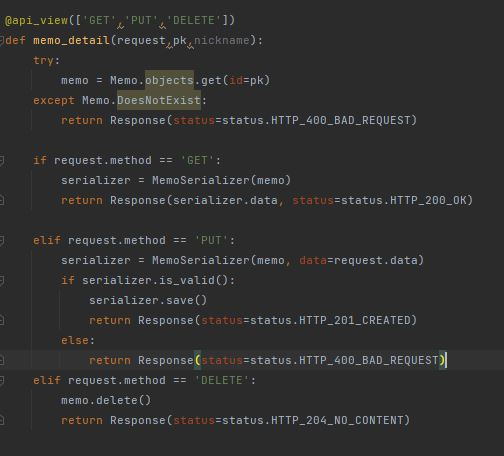 @api_view(['GET','PUT','DELETE'])
def memo_detail(request,pk,nickname):
    try:
        memo = Memo.objects.get(id=pk)
    except Memo.DoesNotExist:
        return Response(status=status.HTTP_400_BAD_REQUEST)

    if request.method == 'GET':
        serializer = MemoSerializer(memo)
        return Response(serializer.data, status=status.HTTP_200_OK)

    elif request.method == 'PUT':
        serializer = MemoSerializer(memo, data=request.data)
        if serializer.is_valid():
            serializer.save()
            return Response(status=status.HTTP_201_CREATED)
        else:
            return Response(status=status.HTTP_400_BAD_REQUEST)
    elif request.method == 'DELETE':
        memo.delete()
        return Response(status=status.HTTP_204_NO_CONTENT)